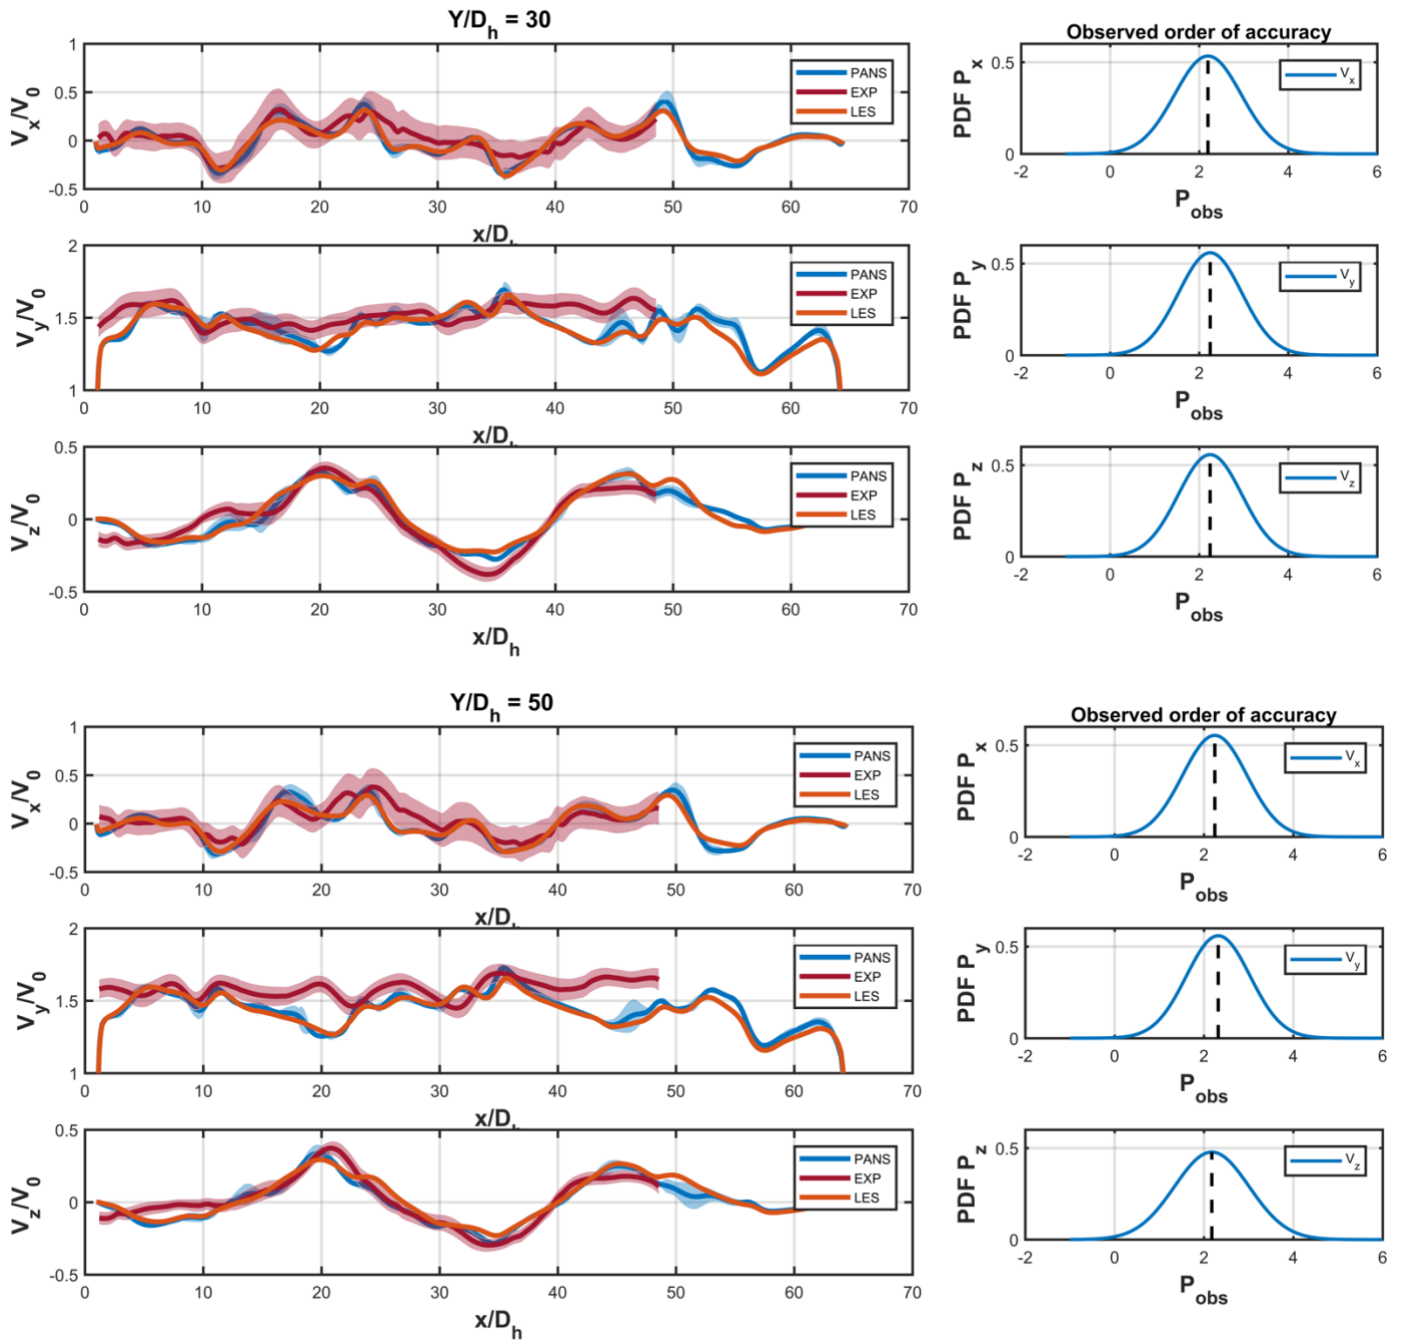 Y/Dh = 30
Observed order of accuracy
Vx/V0
1
0.5
0
-0.5
0 10 20 30 40 50 60 70
PANS
EXP
LES
PDF Px
0.5
0
-2 0 2 4 6
Vx
Pobs
x/D
Vy/V0
2
1.5
1
0 10 20 30 40 50 60 70
PANS
EXP
LES
PDF Py
0.5
0
-2 0 2 4 6
Vy
Pobs
x/D
Vz/V0
0.5
0
-0.5
0 10 20 30 40 50 60 70
PANS
EXP
LES
x/Dh
PDF Pz
0.5
0
-2 0 2 4 6
Vz
Pobs
Y/Dh = 50
Observed order of accuracy
Vx/V0
1
0.5
0
-0.5
0 10 20 30 40 50 60 70
PANS
EXP
LES
PDF Px
0.5
0
-2 0 2 4 6
Vx
Pobs
x/D
Vy/V0
2
1.5
1
0 10 20 30 40 50 60 70
PANS
EXP
LES
PDF Py
0.5
0
-2 0 2 4 6
Vy
Pobs
x/D
Vz/V0
0.5
0
-0.5
0 10 20 30 40 50 60 70
PANS
EXP
LES
x/Dh
PDF Pz
0.5
0
-2 0 2 4 6
Vz
Pobs